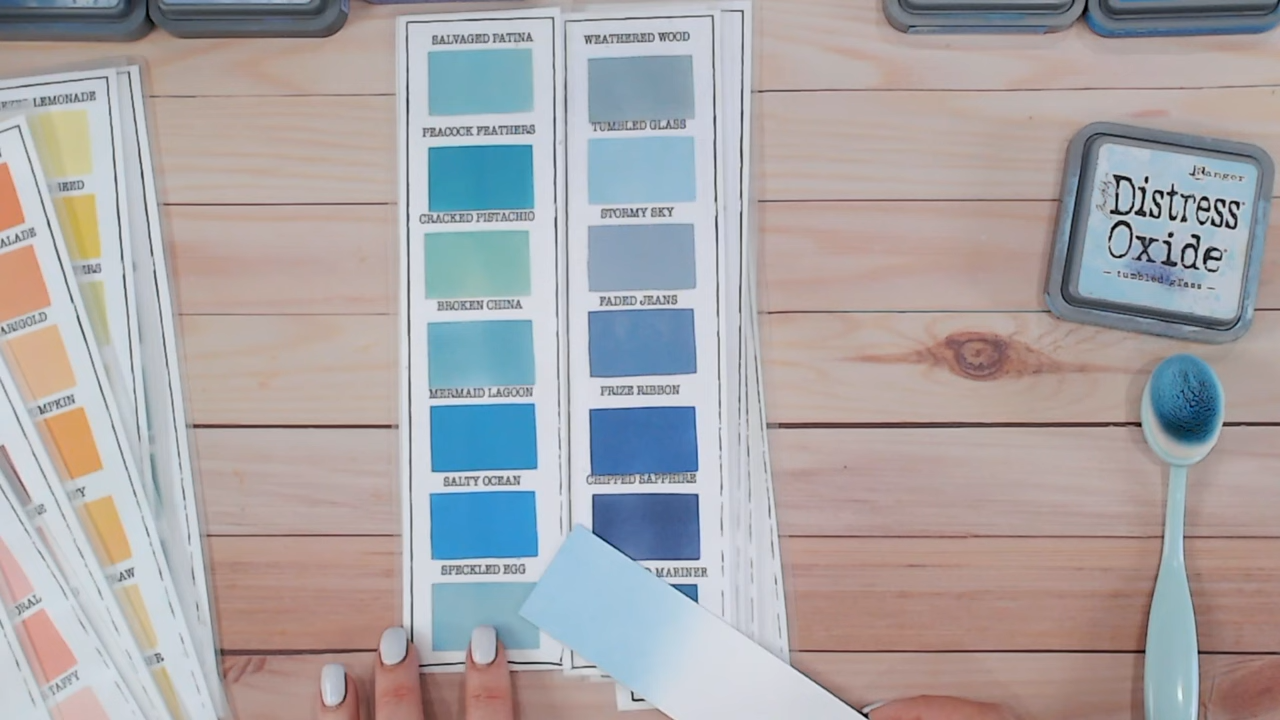 LEMONADE
ALADE
SALVAGED PATINA
PEACOCK FEATHERS
CRACKED PISTACHIO
BROKEN CHINA
MERMAID LAGOON
SALTY OCEAN
SPECKLED EGG
WEATHERED WOOD
TUMBLED GLASS
STORMY SKY
FADED JEANS
PRIZE RIBBON
CHIPPED SAPPHIRE
MARINER
Ranger
Distress
Oxide
— tumbled glass —